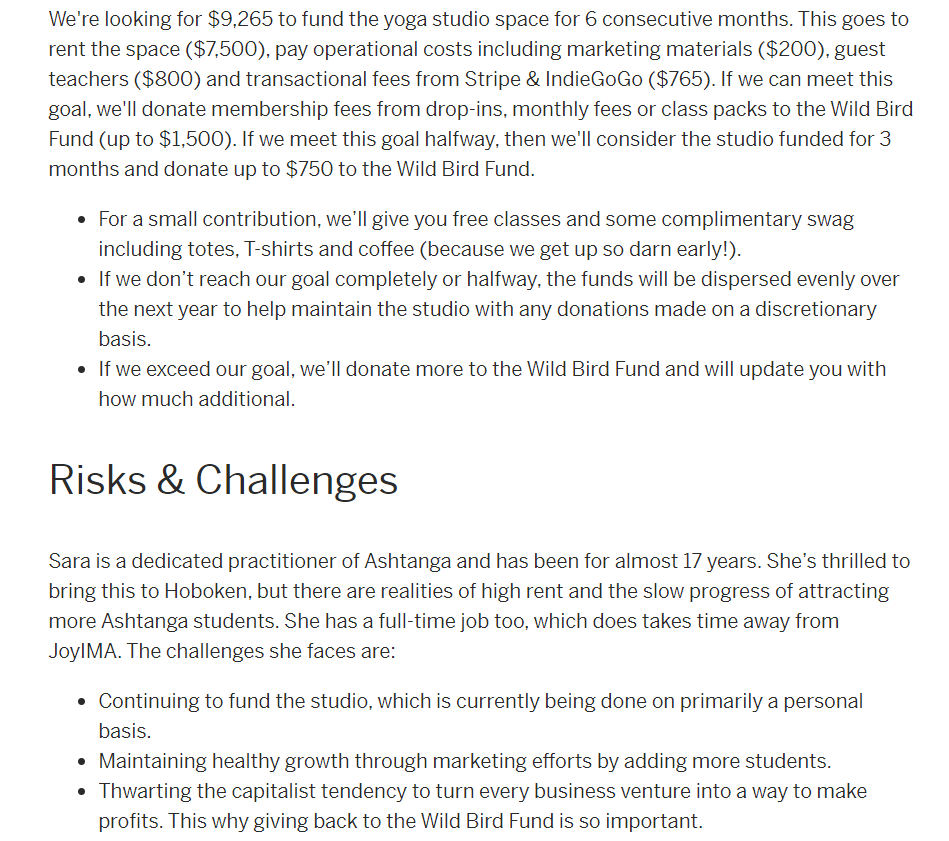 We're looking for $9,265 to fund the yoga studio space for 6 consecutive months. This goes to
rent the space ($7,500), pay operational costs including marketing materials ($200), guest
teachers ($800) and transactional fees from Stripe & IndieGoGo ($765). If we can meet this
goal, we'll donate membership fees from drop-ins, monthly fees or class packs to the Wild Bird
Fund (up to $1,500). If we meet this goal halfway, then we'll consider the studio funded for 3
months and donate up to $750 to the Wild Bird Fund.
• For a small contribution, we’ll give you free classes and some complimentary swag
including totes, T-shirts and coffee (because we get up so darn early!).
• If we don’t reach our goal completely or halfway, the funds will be dispersed evenly over
the next year to help maintain the studio with any donations made on a discretionary
basis.
• If we exceed our goal, we’ll donate more to the Wild Bird Fund and will update you with
how much additional.
Risks & Challenges
Sara is a dedicated practitioner of Ashtanga and has been for almost 17 years. She’s thrilled to
bring this to Hoboken, but there are realities of high rent and the slow progress of attracting
more Ashtanga students. She has a full-time job too, which does takes time away from
JoyIMA. The challenges she faces are:
• Continuing to fund the studio, which is currently being done on primarily a personal
basis.
• Maintaining healthy growth through marketing efforts by adding more students.
• Thwarting the capitalist tendency to turn every business venture into a way to make
profits. This why giving back to the Wild Bird Fund is so important.